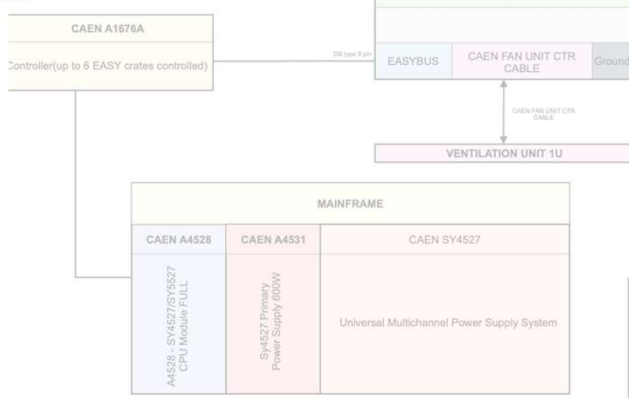 CAEN A1676A
Controller(up to 6 EASY crates controlled)
DB type 9 pin
EASYBUS
CAEN FAN UNIT CTR
CABLE
Ground
CAEN FAN UNIT CTR
CABLE
VENTILATION UNIT 1U
MAINFRAME
CAEN A4528
CAEN A4531
CAEN SY4527
A4528 - SY4527/SY5527
CPU Module FULL
Sy4527 Primary
Power Supply 600W
Universal Multichannel Power Supply System